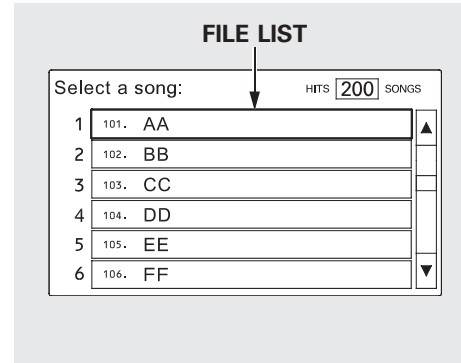 FILE LIST
Select a song: HITS 200 SONGS
1 101. AA
2 102. BB
3 103. CC
4 104. DD
5 105. EE
6 106. FF